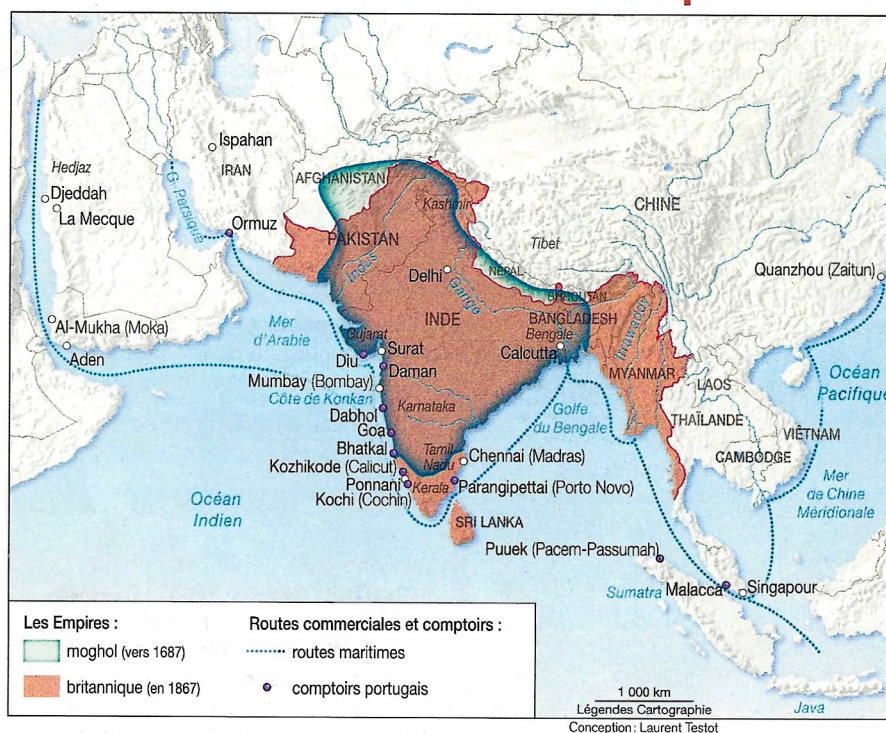 Ispahan
IRAN
AFGHANISTAN
Hedjaz
Djeddah
La Mecque
G. Persique
Ormuz
Kashmir
PAKISTAN
Indus
CHINE
Tibet
Delhi
NEPAL
Gange
BHOUTAN
Quanzhou (Zaitun)
Al-Mukha (Moka)
Aden
Mer
d'Arabie
Gujarat
INDE
BANGLADESH
Bengale
Irrawaddy
Surat
Diu
Daman
Calcutta
MYANMAR
Océan
Pacifique
Mumbay (Bombay)
Côte de Konkan
LAOS
Dabhol
Karnataka
Golfe
du Bengale
THAÏLANDE
VIÊTNAM
Goa
Bhatkal
Tamil
Nadu
Chennai (Madras)
CAMBODGE
Kozhikode (Calicut)
Ponnani
Kerala
Parangipettai (Porto Novo)
Kochi (Cochin)
Mer
de Chine
Méridionale
Océan
Indien
SRI LANKA
Puuek (Pacem-Passumah)
Sumatra
Malacca
Singapour
Les Empires :
Routes commerciales et comptoirs :
moghol (vers 1687)
routes maritimes
britannique (en 1867)
comptoirs portugais
1 000 km
Légendes Cartographie
Java
Conception : Laurent Testot